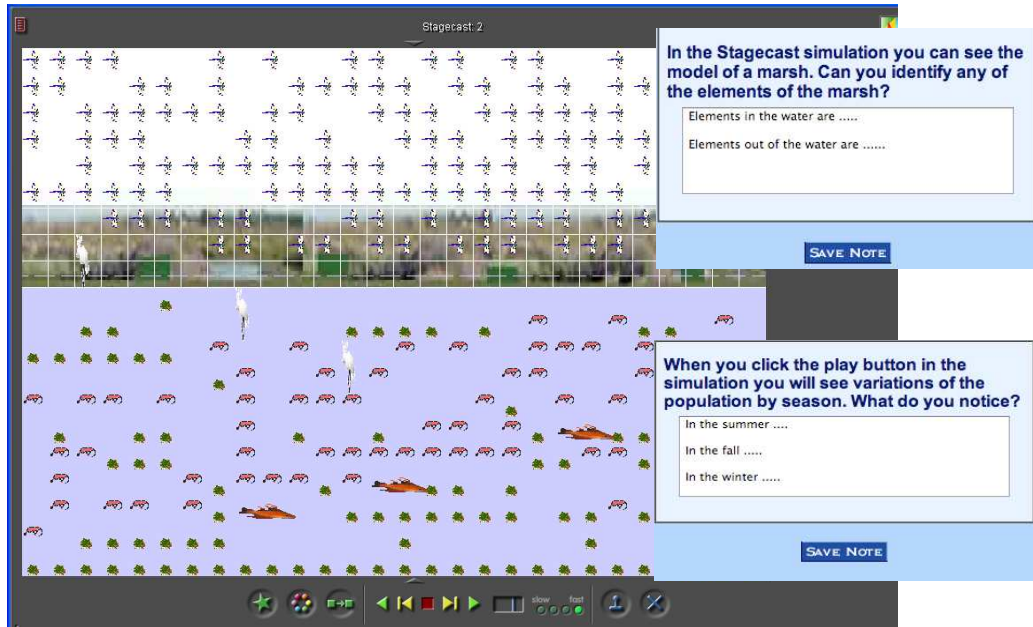 Stagecast: 2
In the Stagecast simulation you can see the
model of a marsh. Can you identify any of
the elements of the marsh?
Elements in the water are .....
Elements out of the water are ......
SAVE NOTE
When you click the play button in the
simulation you will see variations of the
population by season. What do you notice?
In the summer ....
In the fall .....
In the winter .....
SAVE NOTE
slow fast